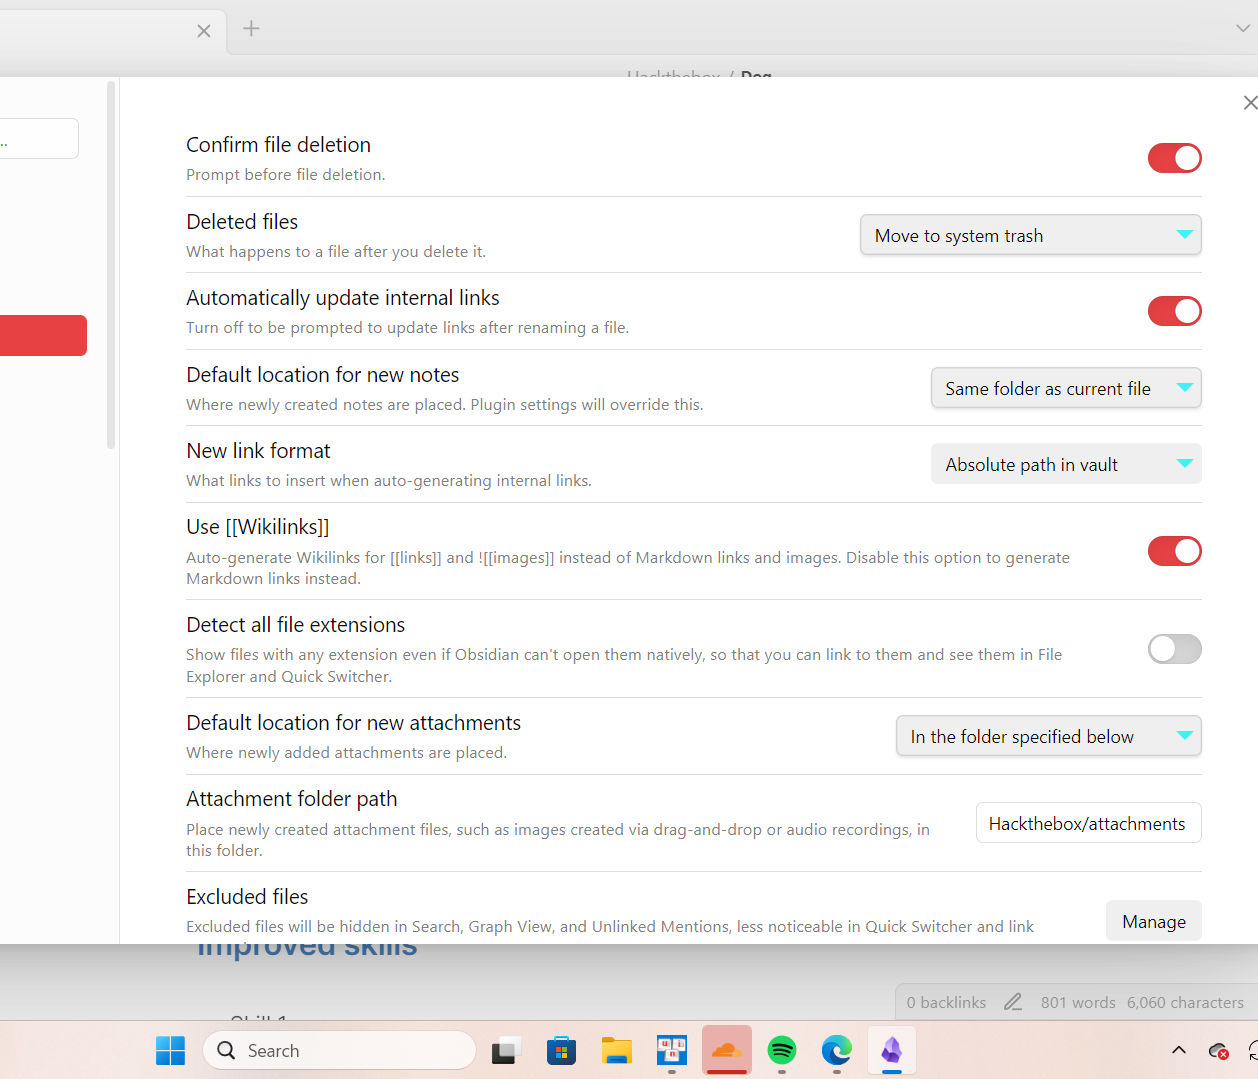 Hackthebox / Dog
..
Confirm file deletion
Prompt before file deletion.
Deleted files
What happens to a file after you delete it.
Move to system trash
Automatically update internal links
Turn off to be prompted to update links after renaming a file.
Default location for new notes
Where newly created notes are placed. Plugin settings will override this.
Same folder as current file
New link format
What links to insert when auto-generating internal links.
Absolute path in vault
Use [[Wikilinks]]
Auto-generate Wikilinks for [[links]] and ![[images]] instead of Markdown links and images. Disable this option to generate
Markdown links instead.
Detect all file extensions
Show files with any extension even if Obsidian can't open them natively, so that you can link to them and see them in File
Explorer and Quick Switcher.
Default location for new attachments
Where newly added attachments are placed.
In the folder specified below
Attachment folder path
Place newly created attachment files, such as images created via drag-and-drop or audio recordings, in
this folder.
Hackthebox/attachments
Excluded files
Excluded files will be hidden in Search, Graph View, and Unlinked Mentions, less noticeable in Quick Switcher and link
Manage
Improved skills
Skill 1
0 backlinks 801 words 6,060 characters
Search